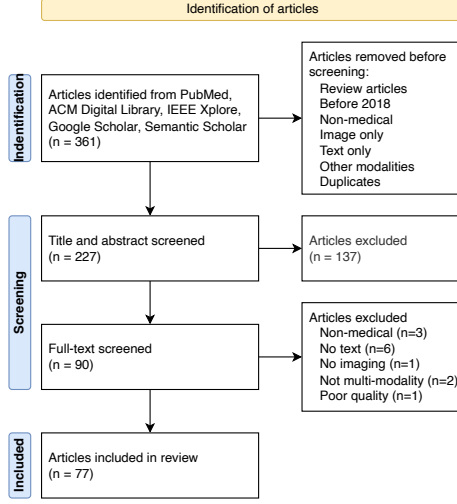 Identification of articles
Indentification
Articles identified from PubMed,
ACM Digital Library, IEEE Xplore,
Google Scholar, Semantic Scholar
(n = 361)
Articles removed before
screening:
Review articles
Before 2018
Non-medical
Image only
Text only
Other modalities
Duplicates
Screening
Title and abstract screened
(n = 227)
Articles excluded
(n = 137)
Full-text screened
(n = 90)
Articles excluded
Non-medical (n=3)
No text (n=6)
No imaging (n=1)
Not multi-modality (n=2)
Poor quality (n=1)
Included
Articles included in review
(n = 77)